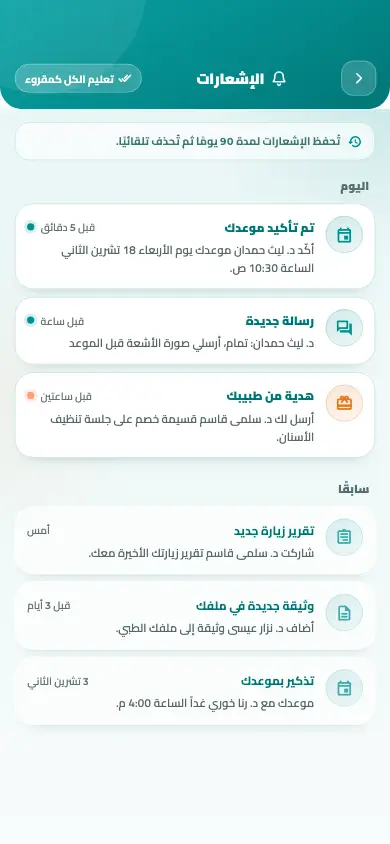 الإشعارات
تعليم الكل كمقروء
تُحفظ الإشعارات لمدة 90 يومًا ثم تُحذف تلقائيًا.
اليوم
تم تأكيد موعدك
قبل 5 دقائق
أكّد د. ليث حمدان موعدك يوم الأربعاء 18 تشرين الثاني
الساعة 10:30 ص.
رسالة جديدة
قبل ساعة
د. ليث حمدان: تمام، أرسلي صورة الأشعة قبل الموعد
هدية من طبيبك
قبل ساعتين
أرسل لك د. سلمى قاسم قسيمة خصم على جلسة تنظيف
الأسنان.
سابقًا
تقرير زيارة جديد
أمس
شاركت د. سلمى قاسم تقرير زيارتك الأخيرة معك.
وثيقة جديدة في ملفك
قبل 3 أيام
أضاف د. نزار عيسى وثيقة إلى ملفك الطبي.
تذكير بموعدك
3 تشرين الثاني
موعدك مع د. رنا خوري غداً الساعة 4:00 م.